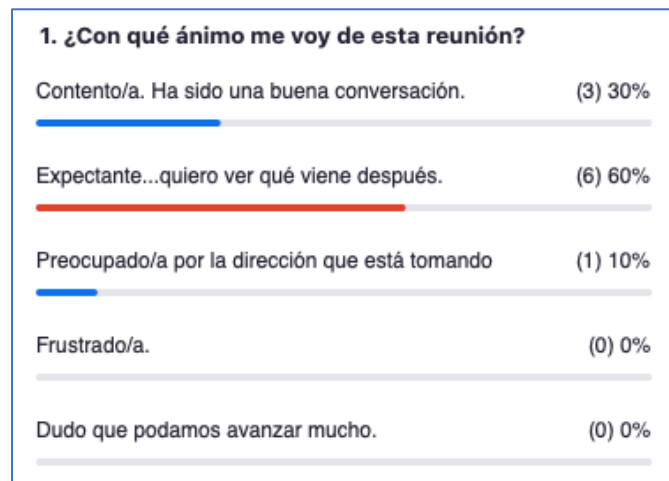 1. ¿Con qué ánimo me voy de esta reunión?
Contento/a. Ha sido una buena conversación. (3) 30%
Expectante...quiero ver qué viene después. (6) 60%
Preocupado/a por la dirección que está tomando (1) 10%
Frustrado/a. (0) 0%
Dudo que podamos avanzar mucho. (0) 0%